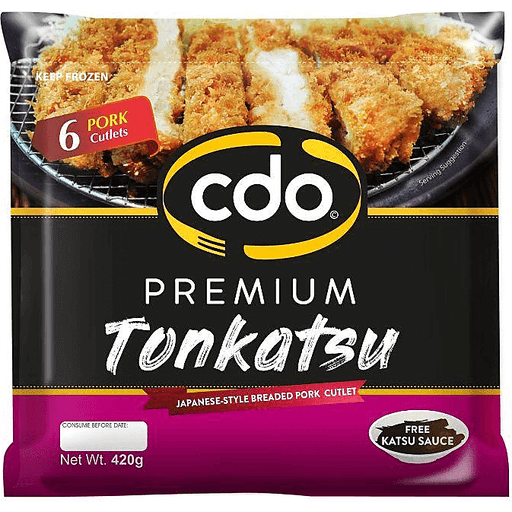 KEEP FROZEN
6 PORK
Cutlets
cdo©
Serving Suggestion
PREMIUM
Tonkatsu
JAPANESE-STYLE BREADED PORK CUTLET
CONSUME BEFORE DATE:
Net Wt. 420g
FREE
KATSU SAUCE